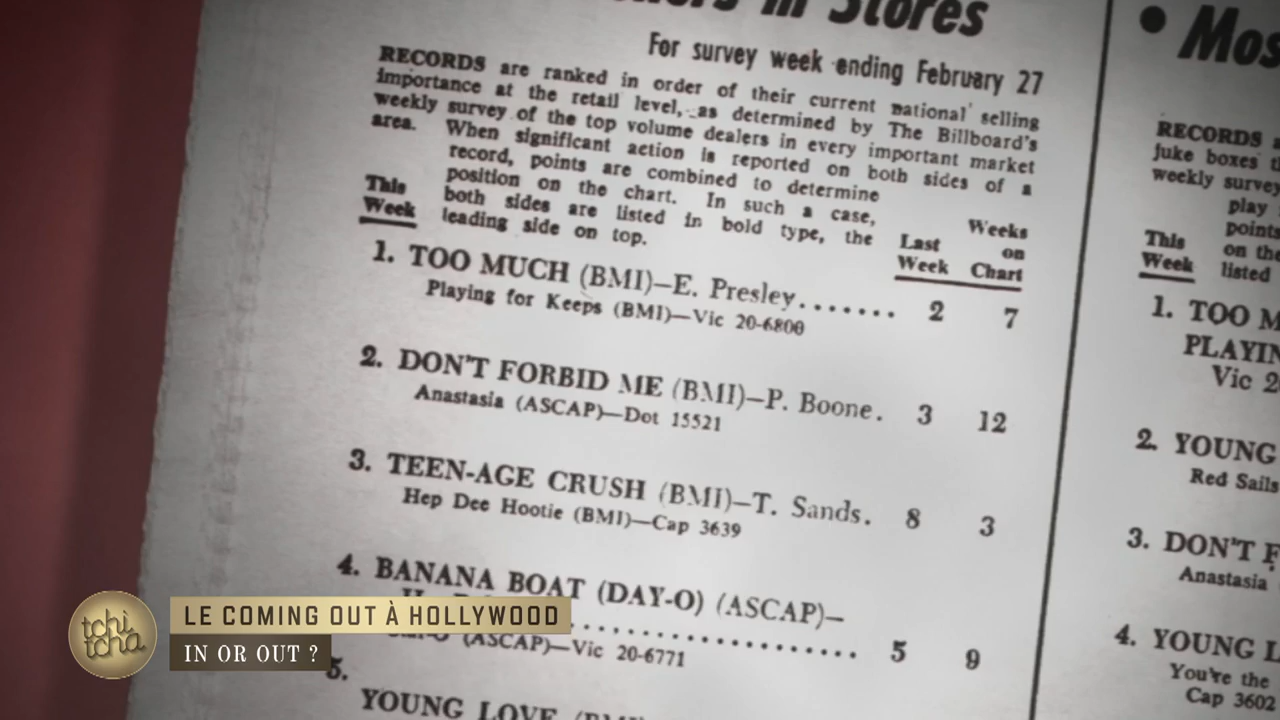 in Stores
For survey week ending February 27
RECORDS are ranked in order of their current national selling
importance at the retail level, as determined by The Billboard's
weekly survey of the top volume dealers in every important market
area. When significant action is reported on both sides of a
record, points are combined to determine
position on the chart. In such a case,
both sides are listed in bold type, the
leading side on top.
This
Week
Last
Week
Weeks
on
Chart
1. TOO MUCH (BMI)—E. Presley....... 2 7
Playing for Keeps (BMI)—Vic 20-6800
2. DON'T FORBID ME (BMI)—P. Boone. 3 12
Anastasia (ASCAP)—Dot 15521
3. TEEN-AGE CRUSH (BMI)—T. Sands. 8 3
Hep Dee Hootie (BMI)—Cap 3639
4. BANANA BOAT (DAY-O) (ASCAP)—
.................... 5 9
(ASCAP)—Vic 20-6771
5.
YOUNG LOVE
• Mos
RECORDS
juke boxes
weekly survey
play
points
on the
listed
This
Week
1. TOO M
PLAYIN
Vic 2
2. YOUNG
Red Sails
3. DON'T F
Anastasia
4. YOUNG L
You're the
Cap 3602
tchi
tcha
LE COMING OUT À HOLLYWOOD
IN OR OUT ?